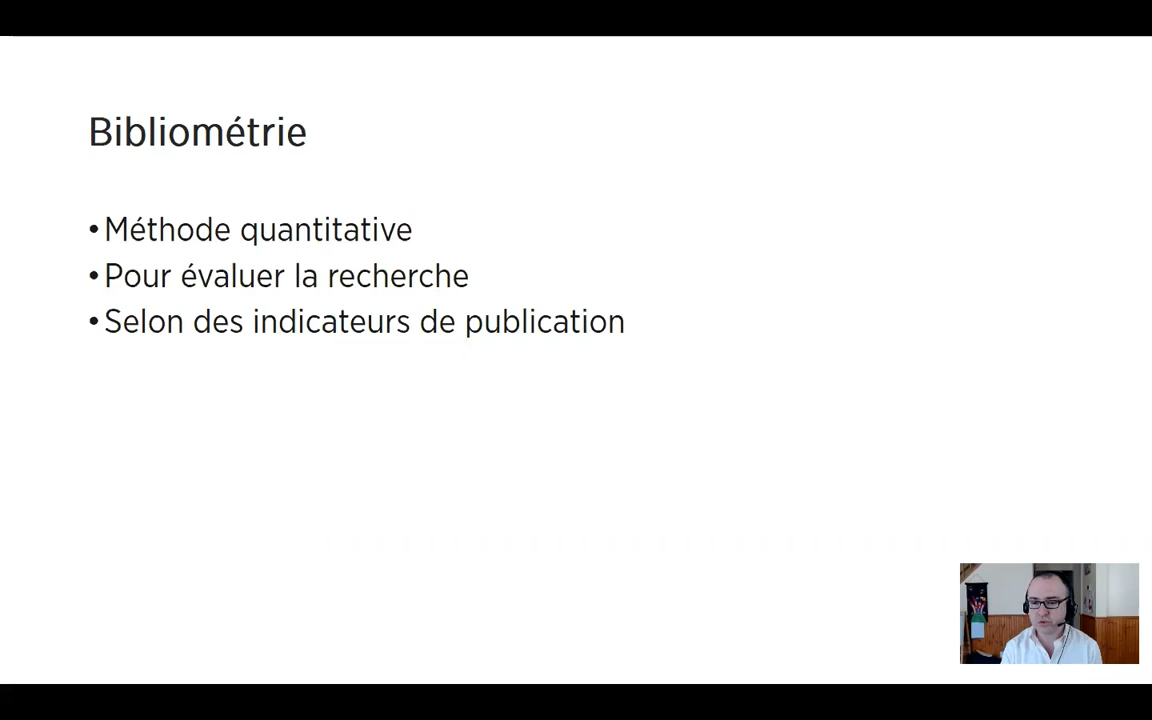 Bibliométrie
•Méthode quantitative
•Pour évaluer la recherche
•Selon des indicateurs de publication